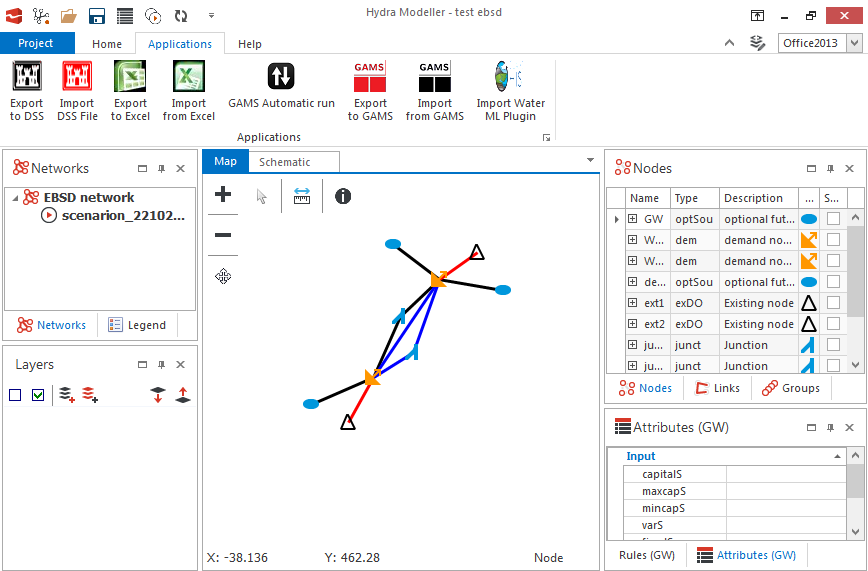 Hydra Modeller - test ebsd
Project Home Applications Help
Office2013
Export to DSS
Import DSS File
Export to Excel
Import from Excel
GAMS Automatic run
GAMS
Export to GAMS
GAMS
Import from GAMS
Import Water ML Plugin
Applications
Networks
EBSD network
scenarion_22102...
Networks Legend
Layers
Map Schematic
X: -38.136 Y: 462.28 Node
Nodes
Name Type Description ... S...
GW optSou optional fut...
W... dem demand no...
W... dem demand no...
de... optSou optional fut...
ext1 exDO Existing node
ext2 exDO Existing node
ju... junct Junction
ju... junct Junction
Nodes Links Groups
Attributes (GW)
Input
capitalS
maxcapS
mincapS
varS
Rules (GW) Attributes (GW)